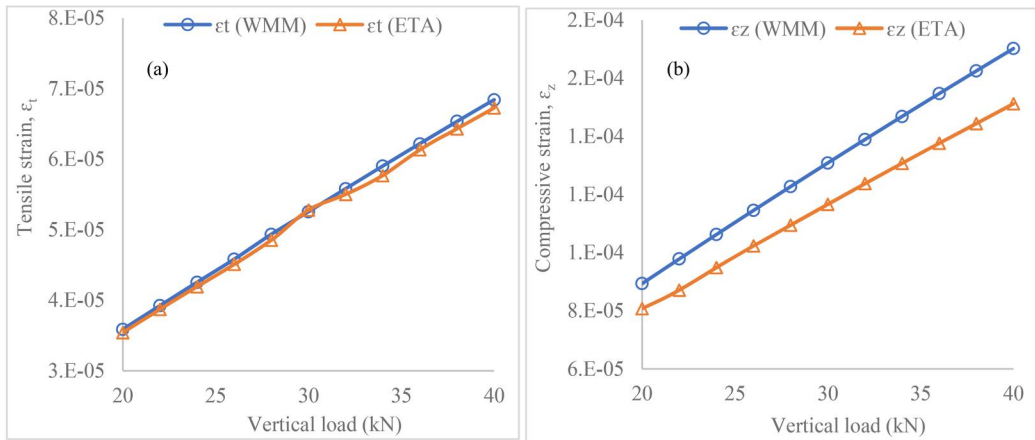 8.E-05
7.E-05
6.E-05
5.E-05
4.E-05
3.E-05
Tensile strain, εt
εt (WMM)
εt (ETA)
(a)
20
25
30
35
40
Vertical load (kN)
2.E-04
2.E-04
1.E-04
1.E-04
1.E-04
8.E-05
6.E-05
Compressive strain, εz
εz (WMM)
εz (ETA)
(b)
20
25
30
35
40
Vertical load (kN)